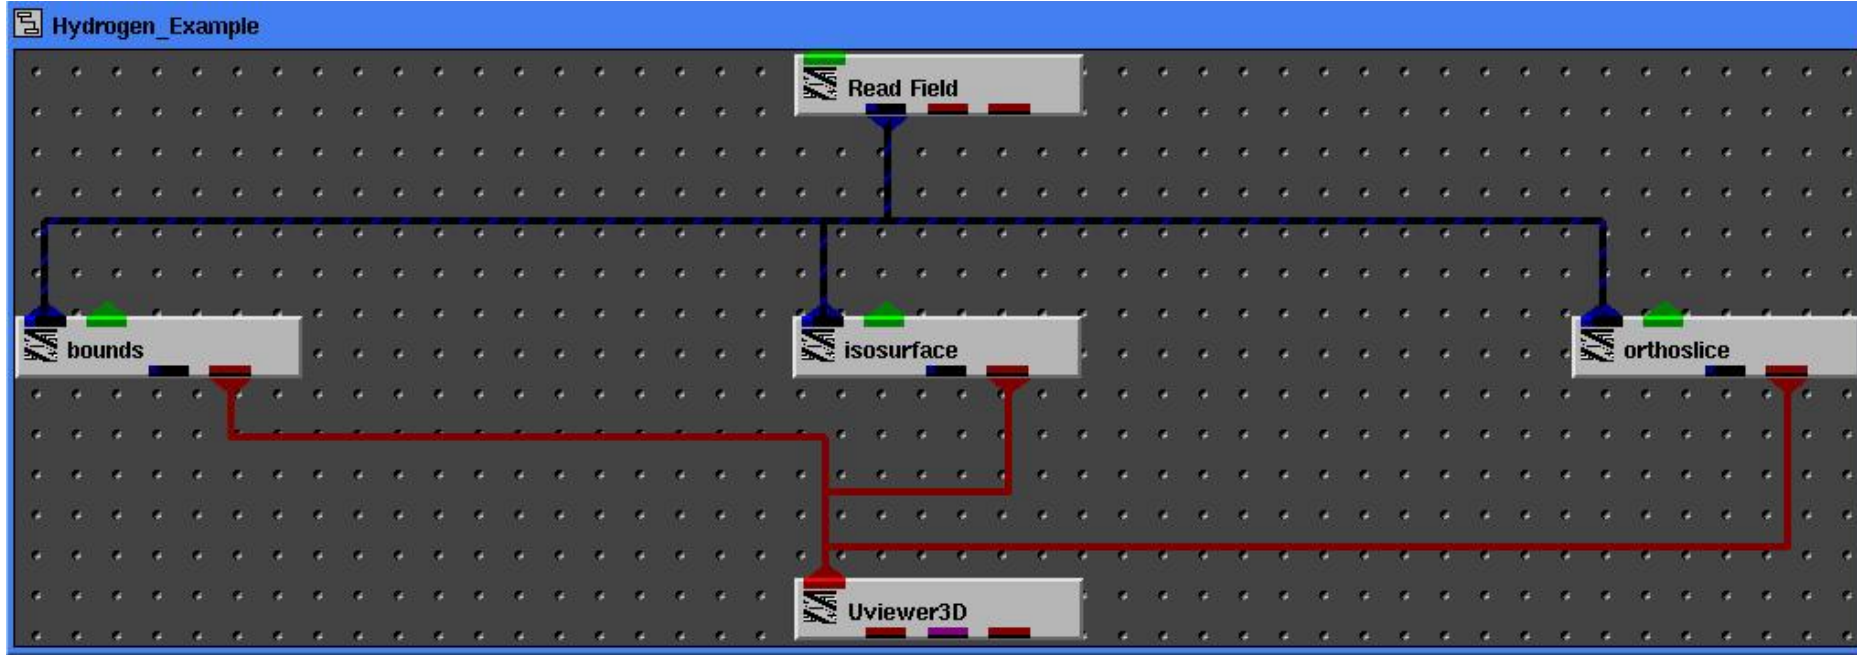 Hydrogen_Example
Read Field
bounds
isosurface
orthoslice
Uviewer3D